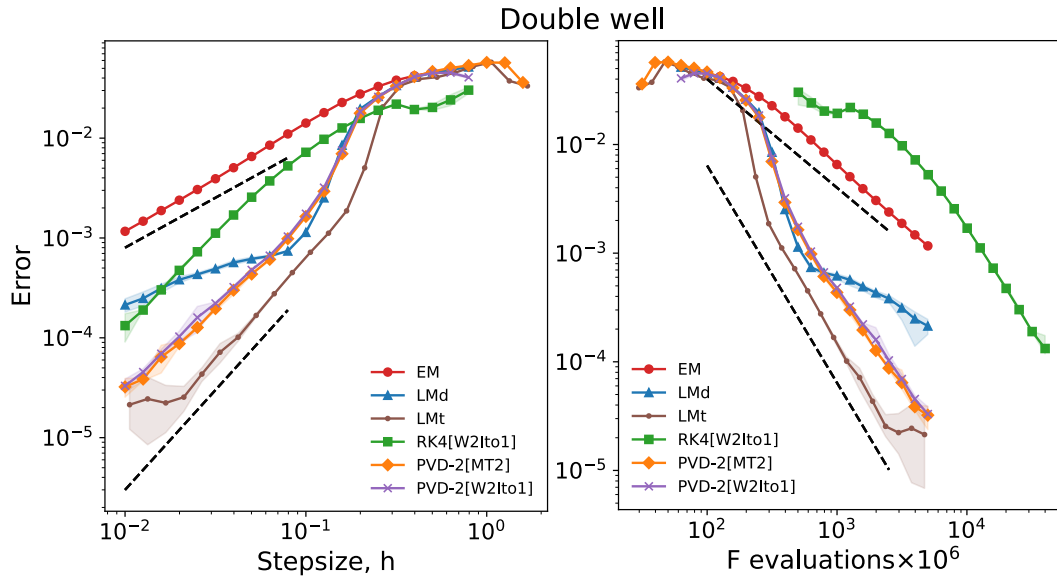 Double well
Error
10^-2
10^-3
10^-4
10^-5
EM
LMd
LMt
RK4[W2Ito1]
PVD-2[MT2]
PVD-2[W2Ito1]
10^-2 10^-1 10^0
Stepsize, h
10^-2
10^-3
10^-4
10^-5
EM
LMd
LMt
RK4[W2Ito1]
PVD-2[MT2]
PVD-2[W2Ito1]
10^2 10^3 10^4
F evaluations×10^6